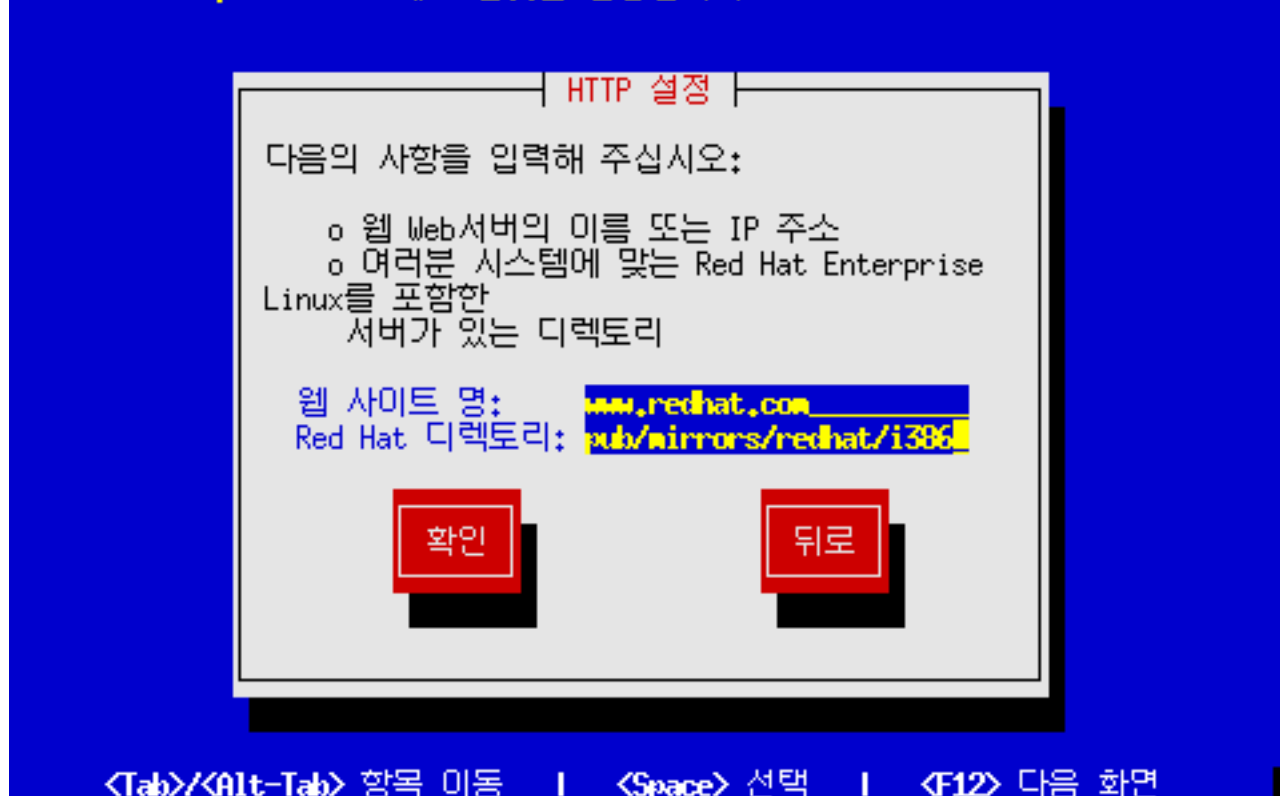 HTTP 설정
다음의 사항을 입력해 주십시오:
o 웹 Web서버의 이름 또는 IP 주소
o 여러분 시스템에 맞는 Red Hat Enterprise
Linux를 포함한
서버가 있는 디렉토리
웹 사이트 명: www.redhat.com
Red Hat 디렉토리: pub/mirrors/redhat/i386
확인 뒤로
<Tab>/<Alt-Tab> 항목 이동 | <Space> 선택 | <F12> 다음 화면